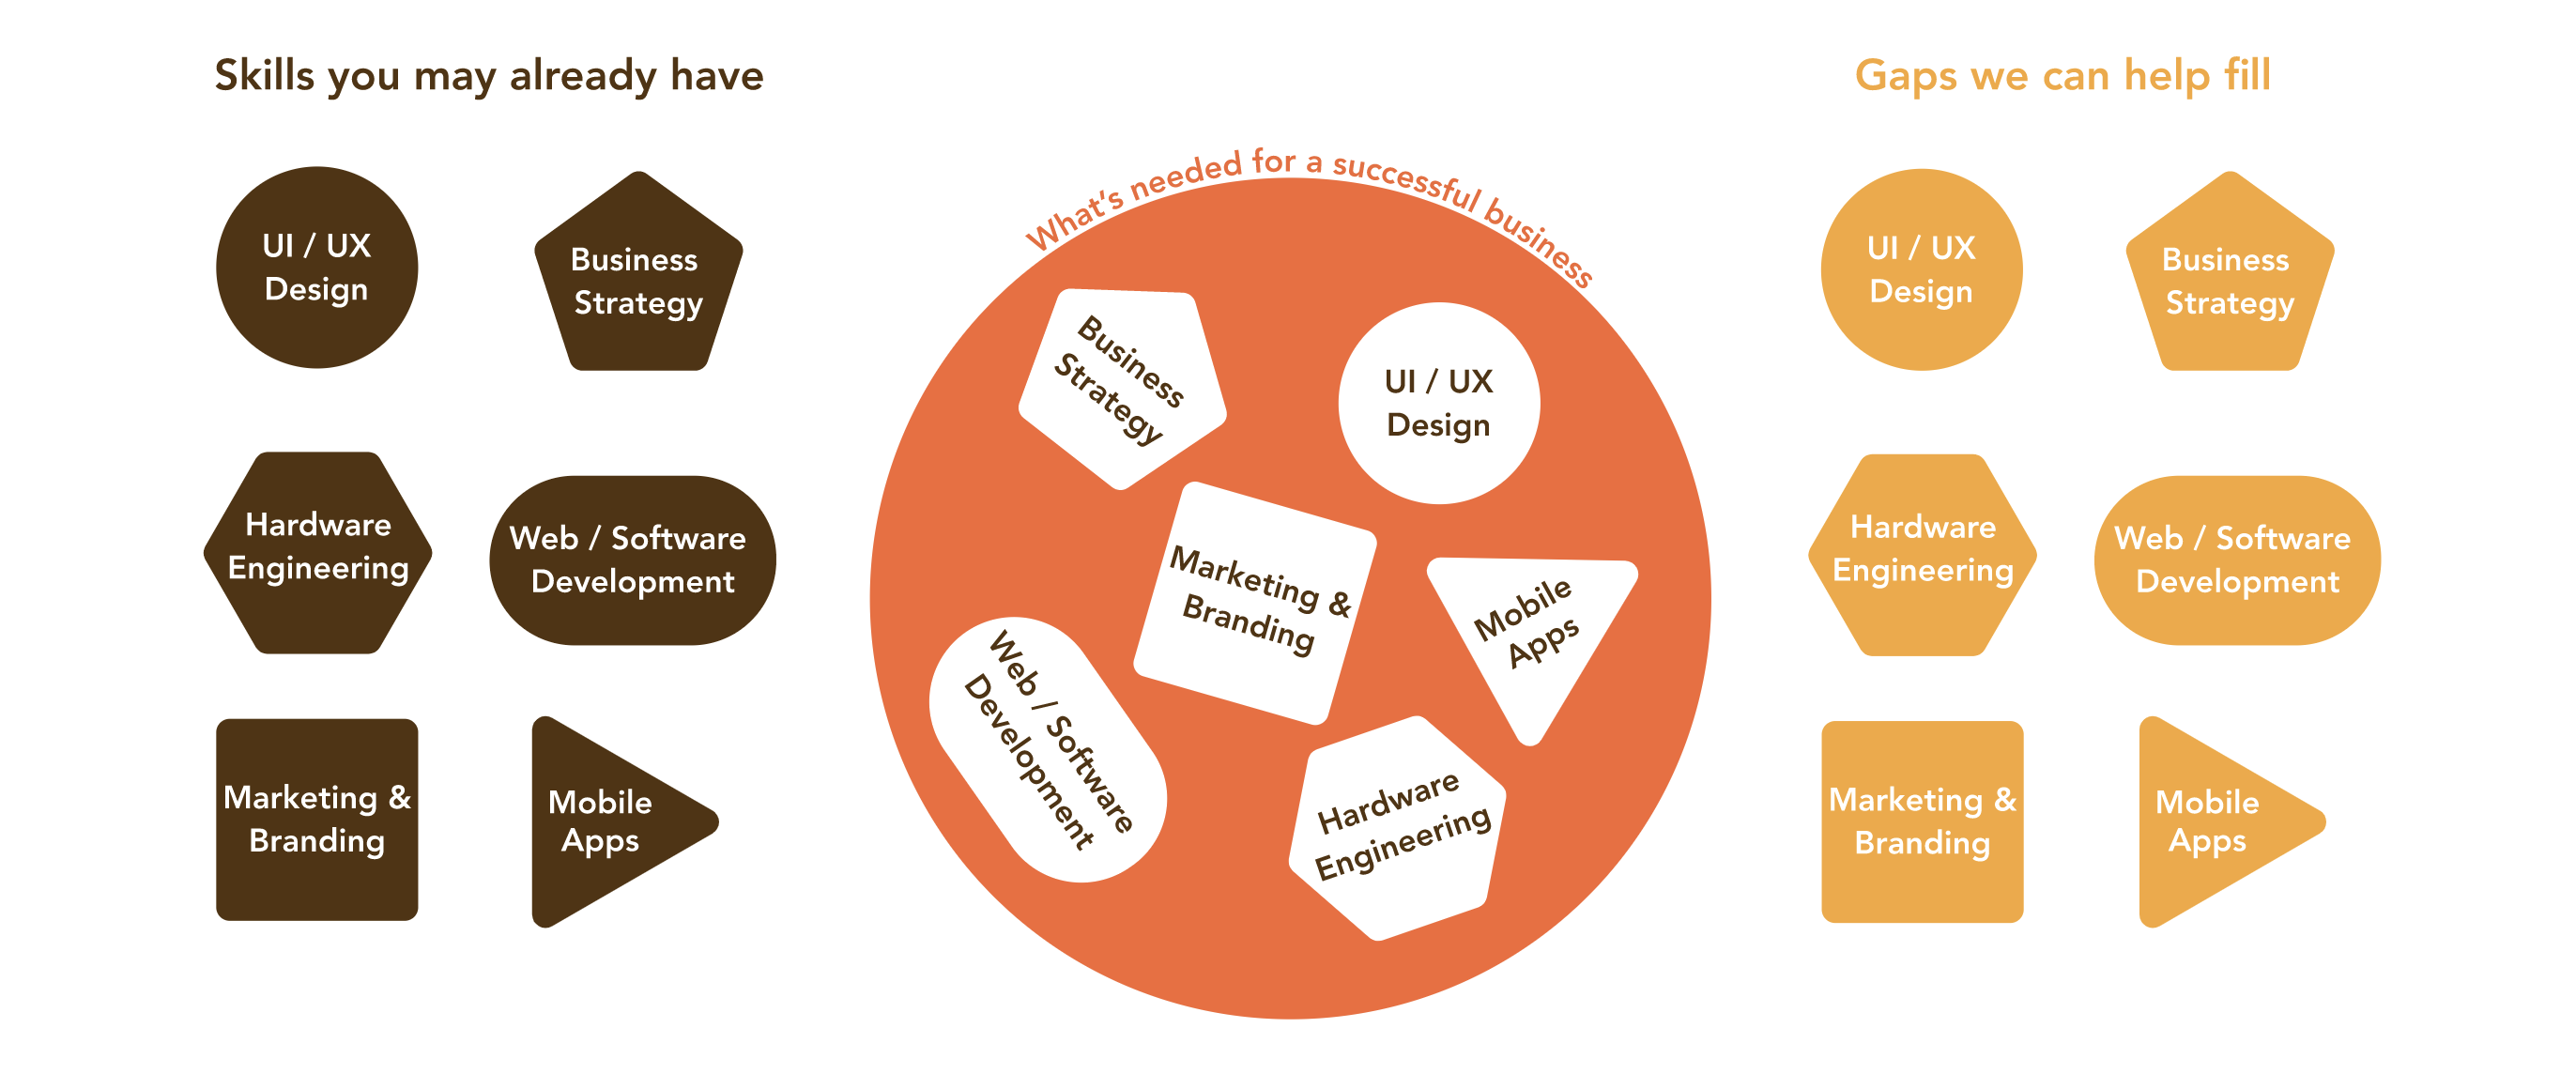 Skills you may already have
UI / UX
Design
Business
Strategy
Hardware
Engineering
Web / Software
Development
Marketing &
Branding
Mobile
Apps
What's needed for a successful business
Business
Strategy
UI / UX
Design
Marketing &
Branding
Mobile
Apps
Web / Software
Development
Hardware
Engineering
Gaps we can help fill
UI / UX
Design
Business
Strategy
Hardware
Engineering
Web / Software
Development
Marketing &
Branding
Mobile
Apps